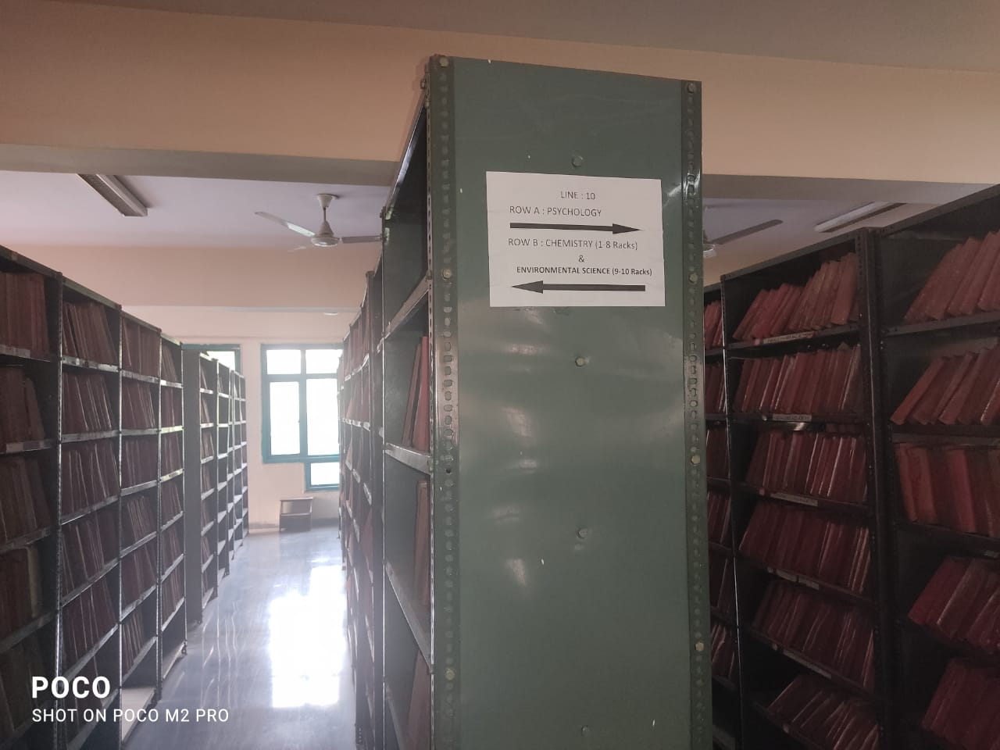 LINE : 10
ROW A : PSYCHOLOGY
ROW B : CHEMISTRY (1-8 Racks)
&
ENVIRONMENTAL SCIENCE (9-10 Racks)
POCO
SHOT ON POCO M2 PRO